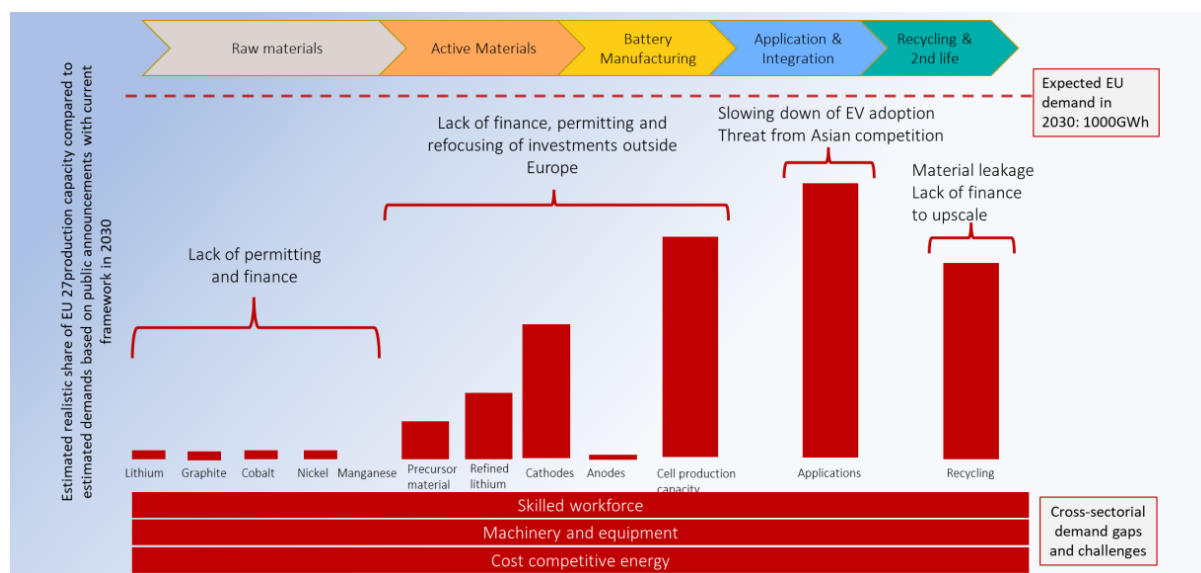 Raw materials
Active Materials
Battery
Manufacturing
Application &
Integration
Recycling &
2nd life
Expected EU
demand in
2030: 1000GWh
Estimated realistic share of EU 27production capacity compared to
estimated demands based on public announcements with current
framework in 2030
Lack of permitting
and finance
Lack of finance, permitting and
refocusing of investments outside
Europe
Slowing down of EV adoption
Threat from Asian competition
Material leakage
Lack of finance
to upscale
Lithium
Graphite
Cobalt
Nickel
Manganese
Precursor
material
Refined
lithium
Cathodes
Anodes
Cell production
capacity
Applications
Recycling
Skilled workforce
Machinery and equipment
Cost competitive energy
Cross-sectorial
demand gaps
and challenges